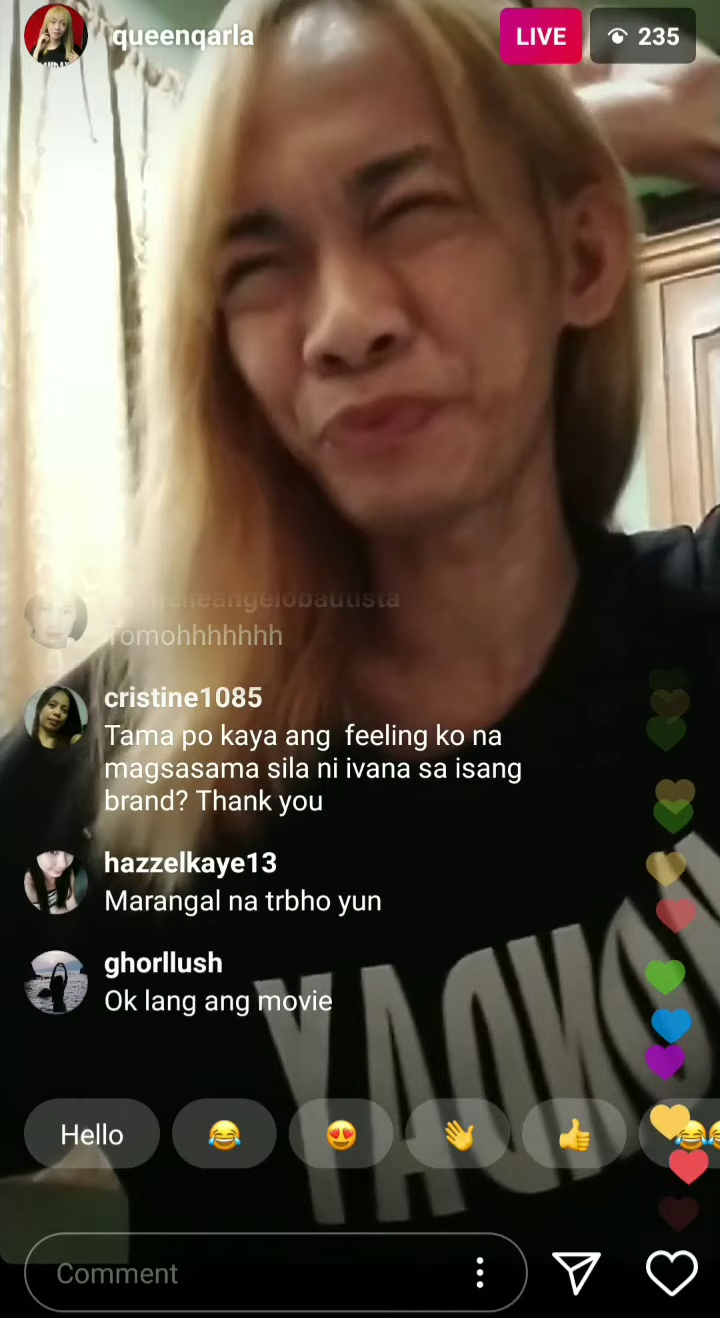 queenqarla
LIVE
235
Tomohhhhhhh
cristine1085
Tama po kaya ang feeling ko na
magsasama sila ni ivana sa isang
brand? Thank you
hazzelkaye13
Marangal na trbho yun
ghorllush
Ok lang ang movie
Hello
Comment